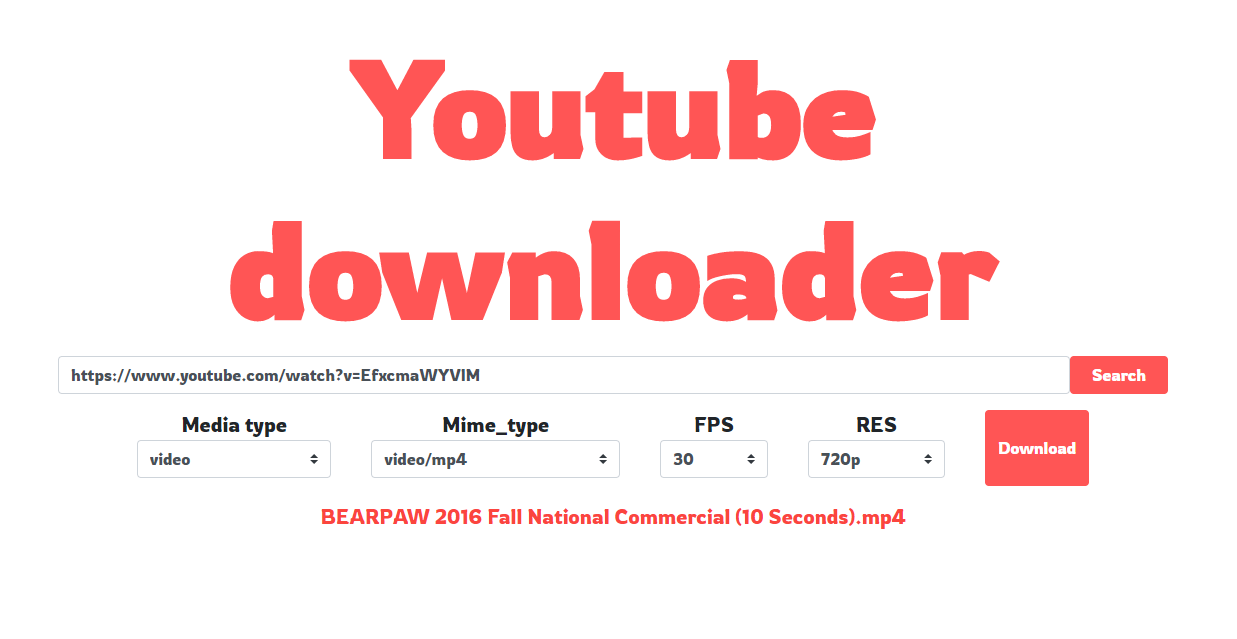 Youtube
downloader
https://www.youtube.com/watch?v=EfxcmaWYVIM
Search
Media type
Mime_type
FPS
RES
video
video/mp4
30
720p
Download
BEARPAW 2016 Fall National Commercial (10 Seconds).mp4